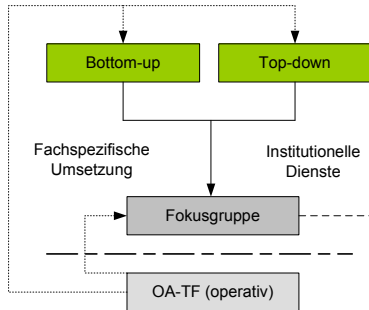 Bottom-up
Top-down
Fachspezifische
Umsetzung
Institutionelle
Dienste
Fokusgruppe
OA-TF (operativ)